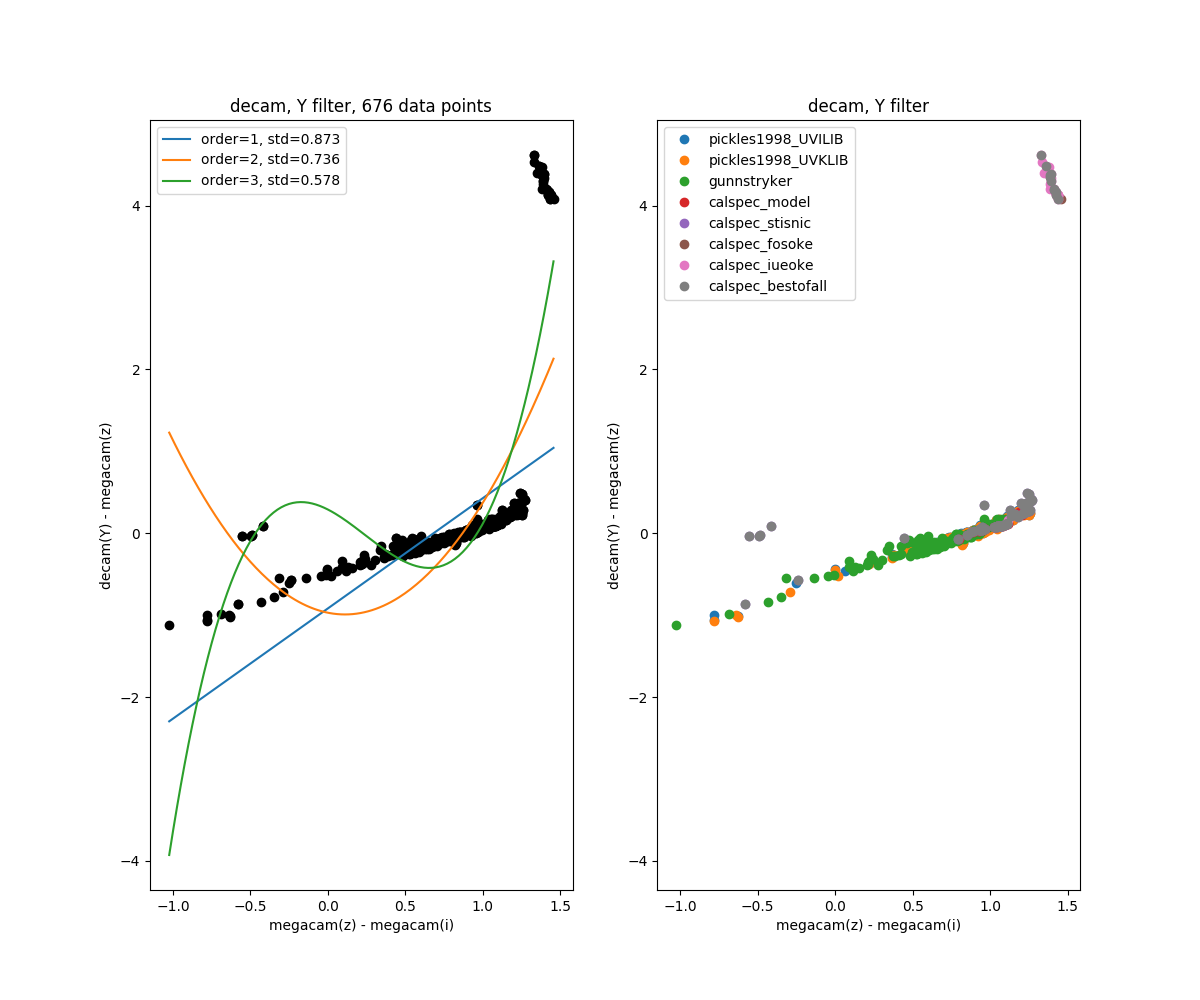 decam, Y filter, 676 data points
order=1, std=0.873
order=2, std=0.736
order=3, std=0.578
decam(Y) - megacam(z)
4
2
0
−2
−4
−1.0 −0.5 0.0 0.5 1.0 1.5
megacam(z) - megacam(i)
decam, Y filter
pickles1998_UVILIB
pickles1998_UVKLIB
gunnstryker
calspec_model
calspec_stisnic
calspec_fosoke
calspec_iueoke
calspec_bestofall
decam(Y) - megacam(z)
4
2
0
−2
−4
−1.0 −0.5 0.0 0.5 1.0 1.5
megacam(z) - megacam(i)